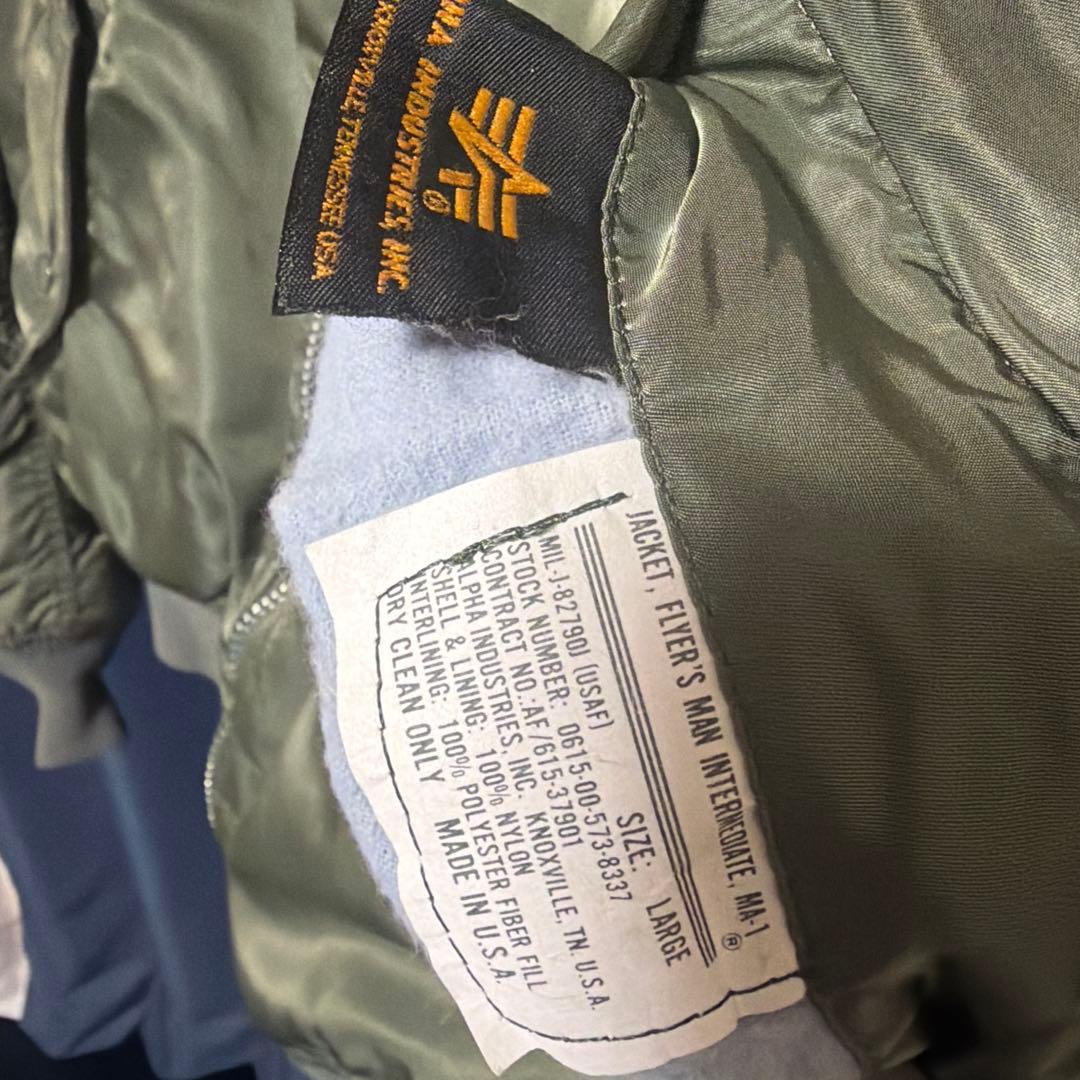 INDUSTRIES, INC.
TENNESSEE USA
®
JACKET, FLYER'S MAN INTERMEDIATE, MA-1
®
SIZE: LARGE
MIL-J-82790J (USAF)
STOCK NUMBER: 0615-00-573-8337
CONTRACT NO.:AF/615-37901
ALPHA INDUSTRIES, INC. KNOXVILLE, TN. U.S.A.
SHELL & LINING: 100% NYLON
INTERLINING: 100% POLYESTER FIBER FILL
DRY CLEAN ONLY MADE IN U.S.A.